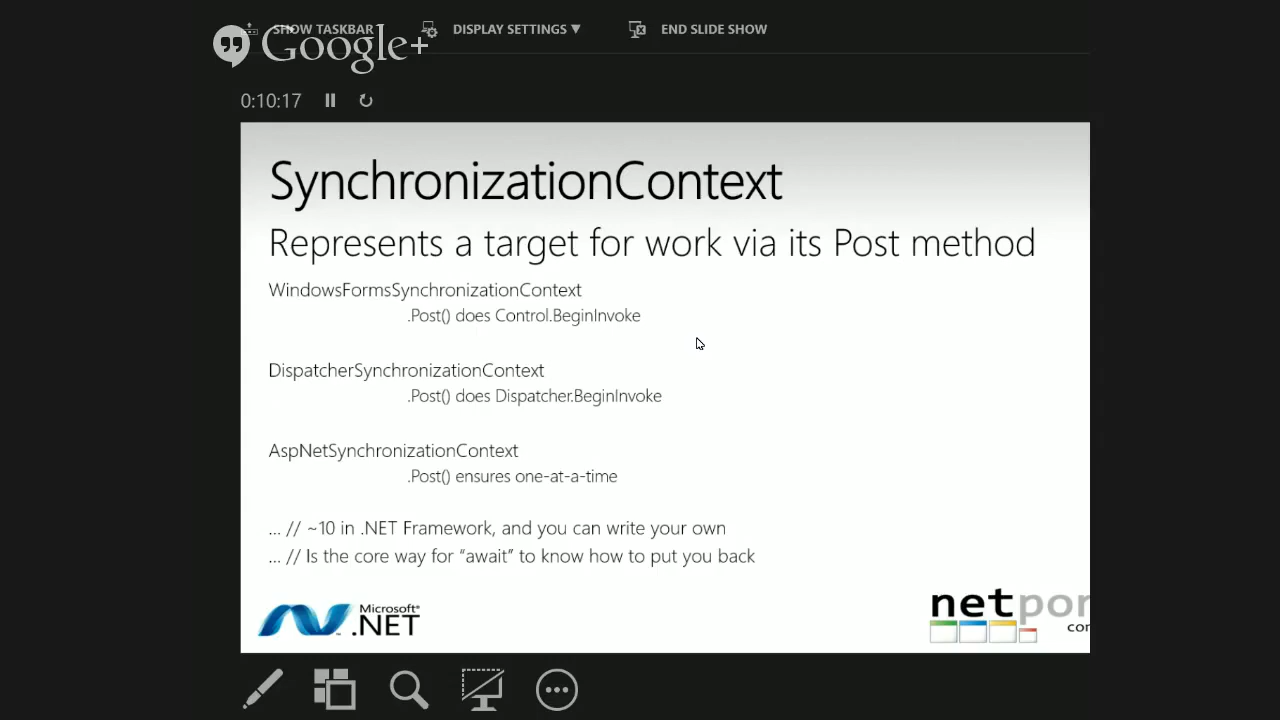 SHOW TASKBAR DISPLAY SETTINGS ▼ END SLIDE SHOW
Google+
0:10:17
SynchronizationContext
Represents a target for work via its Post method
WindowsFormsSynchronizationContext
.Post() does Control.BeginInvoke
DispatcherSynchronizationContext
.Post() does Dispatcher.BeginInvoke
AspNetSynchronizationContext
.Post() ensures one-at-a-time
... // ~10 in .NET Framework, and you can write your own
... // Is the core way for “await” to know how to put you back
Microsoft®
.NET
netpon
com